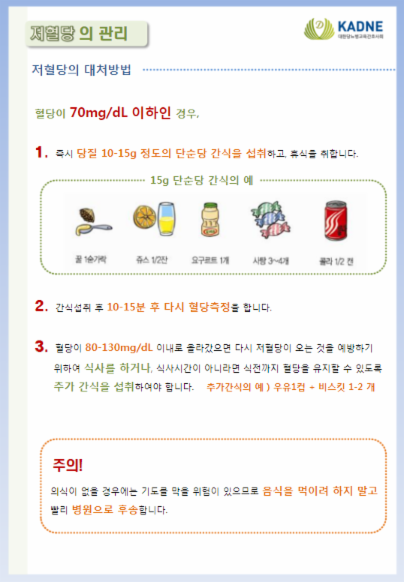 저혈당의 관리
KADNE
대한당뇨병교육간호사회
저혈당의 대처방법
혈당이 70mg/dL 이하인 경우,
1. 즉시 당질 10-15g 정도의 단순당 간식을 섭취하고, 휴식을 취합니다.
15g 단순당 간식의 예
꿀 1숟가락
쥬스 1/2잔
요구르트 1개
사탕 3~4개
콜라 1/2 캔
2. 간식섭취 후 10-15분 후 다시 혈당측정을 합니다.
3. 혈당이 80-130mg/dL 이내로 올라갔으면 다시 저혈당이 오는 것을 예방하기
위하여 식사를 하거나, 식사시간이 아니라면 식전까지 혈당을 유지할 수 있도록
추가 간식을 섭취하여야 합니다. 추가간식의 예 ) 우유1컵 + 비스킷 1-2 개
주의!
의식이 없을 경우에는 기도를 막을 위험이 있으므로 음식을 먹이려 하지 말고
빨리 병원으로 후송합니다.